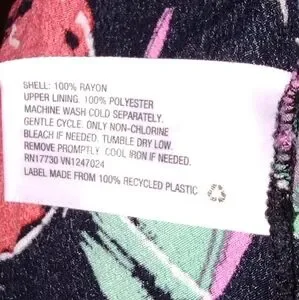 SHELL: 100% RAYON
UPPER LINING. 100% POLYESTER
MACHINE WASH COLD SEPARATELY.
GENTLE CYCLE. ONLY NON-CHLORINE
BLEACH IF NEEDED. TUMBLE DRY LOW.
REMOVE PROMPTLY. COOL IRON IF NEEDED.
RN17730 VN1247024
LABEL MADE FROM 100% RECYCLED PLASTIC